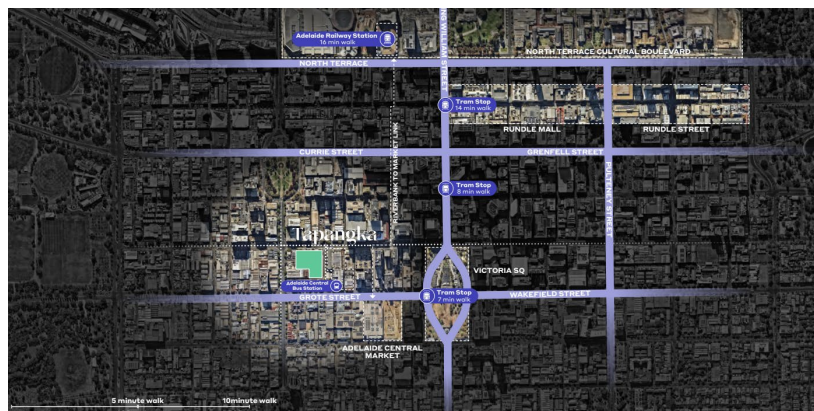 Adelaide Railway Station
16 min walk
KING WILLIAM STREET
NORTH TERRACE CULTURAL BOULEVARD
NORTH TERRACE
Tram Stop
14 min walk
RUNDLE MALL
RUNDLE STREET
RIVERBANK TO MARKET LINK
CURRIE STREET
GRENFELL STREET
PULTENEY STREET
Tram Stop
8 min walk
Tapangka
VICTORIA SQ
Adelaide Central
Bus Station
GROTE STREET
Tram Stop
7 min walk
WAKEFIELD STREET
ADELAIDE CENTRAL
MARKET
5 minute walk
10minute walk